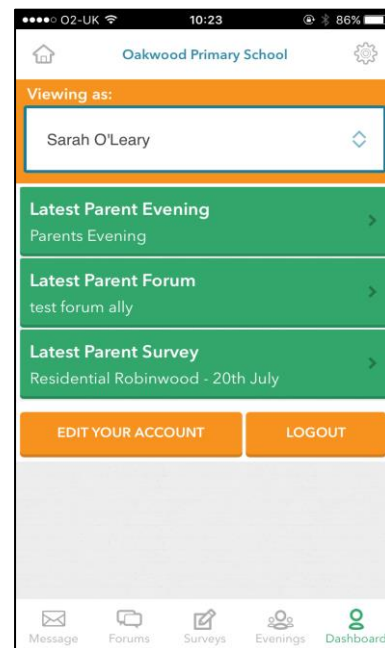 O2-UK 10:23 86%
Oakwood Primary School
Viewing as:
Sarah O'Leary
Latest Parent Evening
Parents Evening
Latest Parent Forum
test forum ally
Latest Parent Survey
Residential Robinwood - 20th July
EDIT YOUR ACCOUNT LOGOUT
Message Forums Surveys Evenings Dashboard